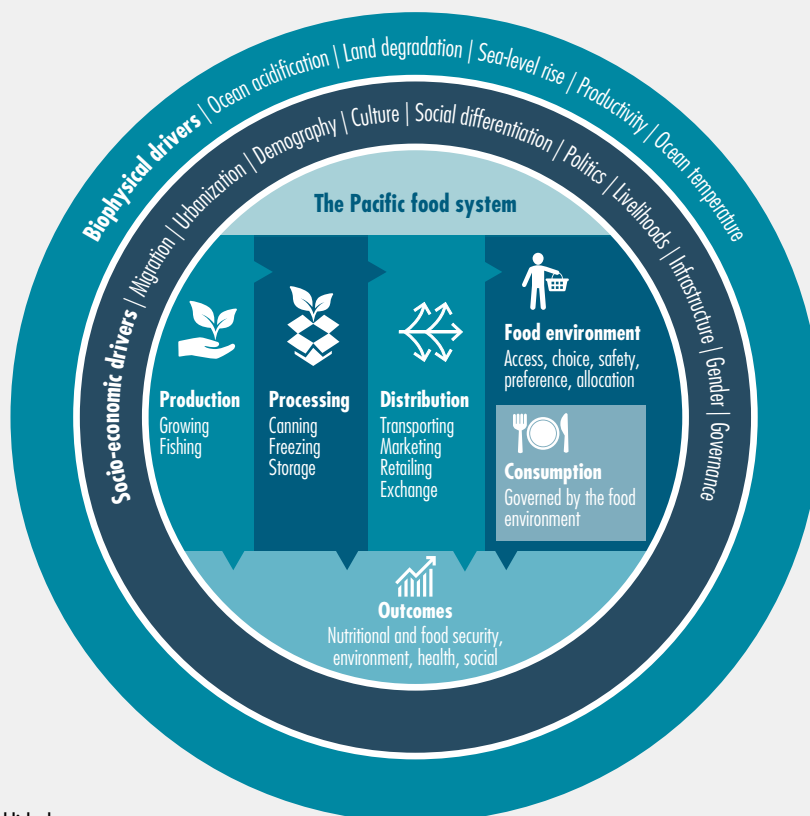 Biophysical drivers | Ocean acidification | Land degradation | Sea-level rise | Productivity | Ocean temperature
Socio-economic drivers | Migration | Urbanization | Demography | Culture | Social differentiation | Politics | Livelihoods | Infrastructure | Gender | Governance
The Pacific food system
Production
Growing
Fishing
Processing
Canning
Freezing
Storage
Distribution
Transporting
Marketing
Retailing
Exchange
Food environment
Access, choice, safety,
preference, allocation
Consumption
Governed by the food
environment
Outcomes
Nutritional and food security,
environment, health, social